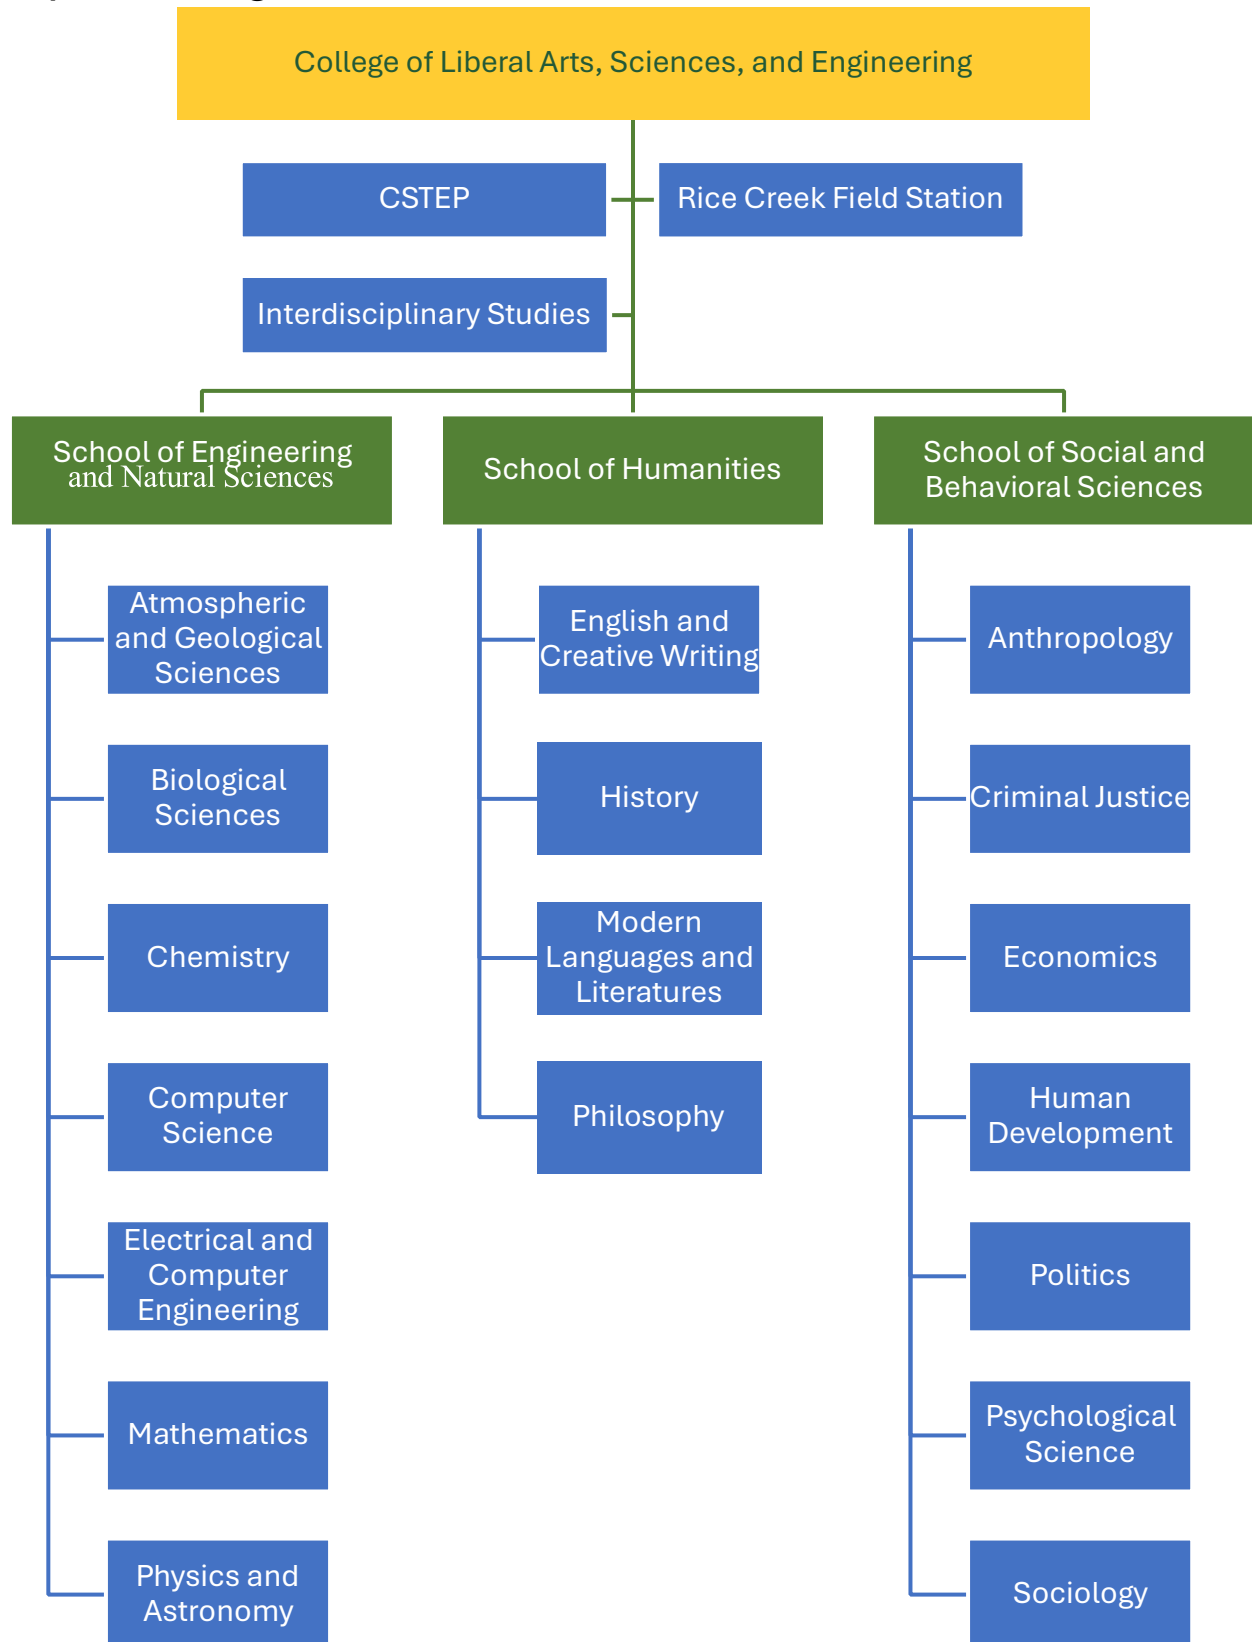 College of Liberal Arts, Sciences, and Engineering
CSTEP
Rice Creek Field Station
Interdisciplinary Studies
School of Engineering
and Natural Sciences
School of Humanities
School of Social and
Behavioral Sciences
Atmospheric
and Geological
Sciences
Biological
Sciences
Chemistry
Computer
Science
Electrical and
Computer
Engineering
Mathematics
Physics and
Astronomy
English and
Creative Writing
History
Modern
Languages and
Literatures
Philosophy
Anthropology
Criminal Justice
Economics
Human
Development
Politics
Psychological
Science
Sociology